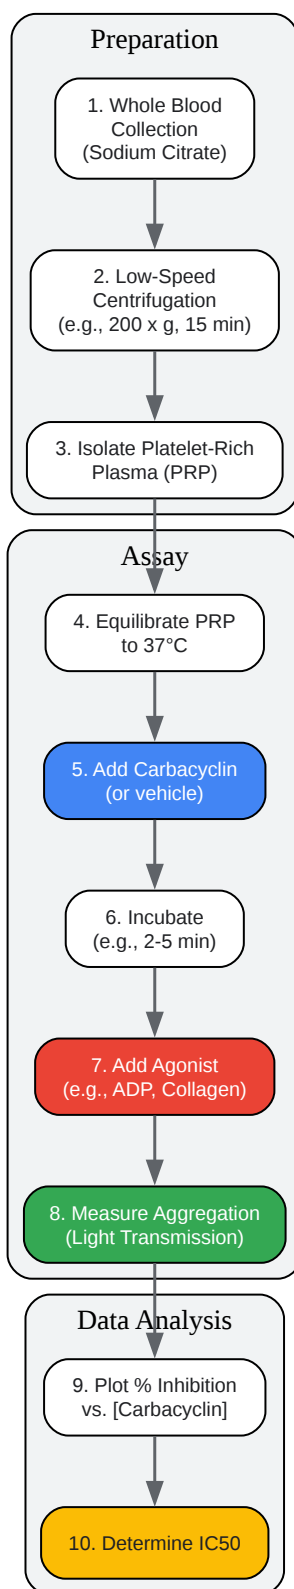 Preparation
1. Whole Blood
Collection
(Sodium Citrate)
2. Low-Speed
Centrifugation
(e.g., 200 x g, 15 min)
3. Isolate Platelet-Rich
Plasma (PRP)
Assay
4. Equilibrate PRP
to 37°C
5. Add Carbacyclin
(or vehicle)
6. Incubate
(e.g., 2-5 min)
7. Add Agonist
(e.g., ADP, Collagen)
8. Measure Aggregation
(Light Transmission)
Data Analysis
9. Plot % Inhibition
vs. [Carbacyclin]
10. Determine IC50